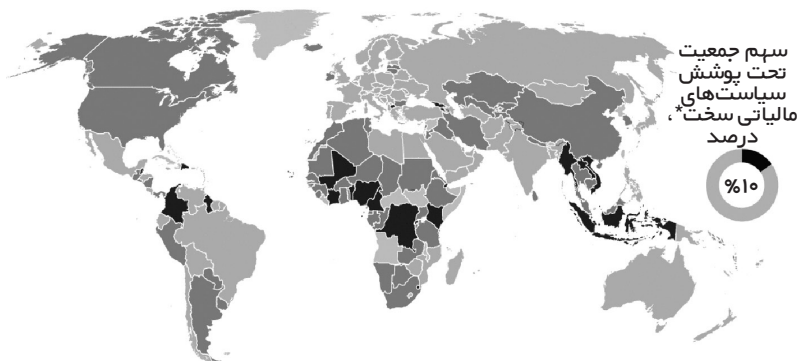 سهم جمعیت
تحت پوشش
سیاست‌های
مالیاتی سخت*،
درصد
%۱۰